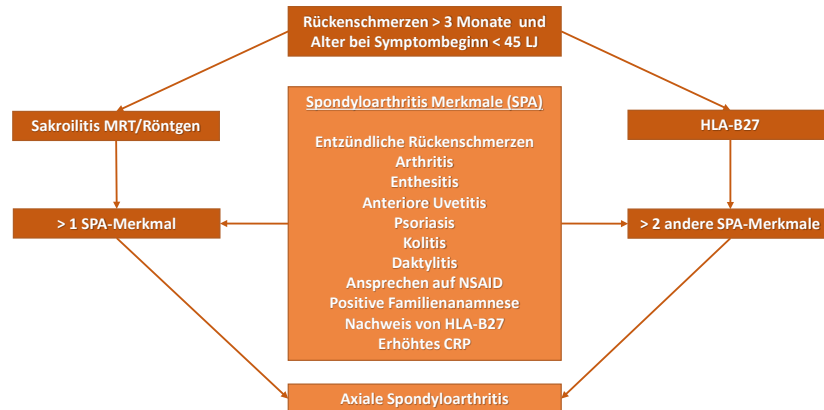 Rückenschmerzen > 3 Monate und
Alter bei Symptombeginn < 45 LJ
Sakroilitis MRT/Röntgen
HLA-B27
Spondyloarthritis Merkmale (SPA)
Entzündliche Rückenschmerzen
Arthritis
Enthesitis
Anteriore Uvetitis
Psoriasis
Kolitis
Daktylitis
Ansprechen auf NSAID
Positive Familienanamnese
Nachweis von HLA-B27
Erhöhtes CRP
> 1 SPA-Merkmal
> 2 andere SPA-Merkmale
Axiale Spondyloarthritis